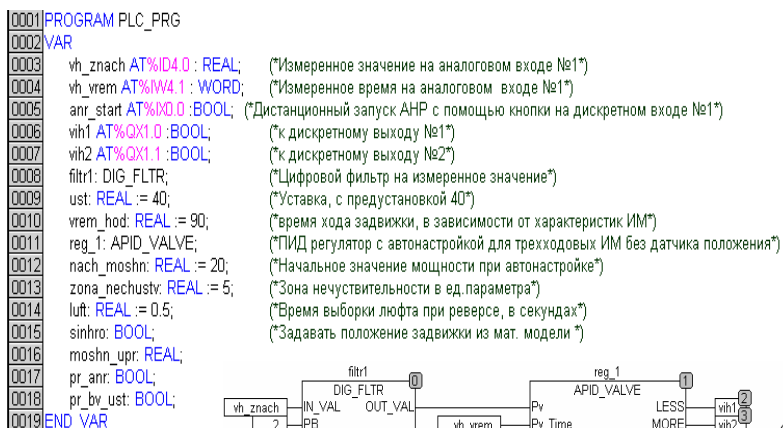 0001 PROGRAM PLC_PRG
0002 VAR
0003 vh_znach AT%ID4.0 : REAL; (*Измеренное значение на аналоговом входе №1*)
0004 vh_vrem AT%IW4.1 : WORD; (*Измеренное время на аналоговом входе №1*)
0005 anr_start AT%IX0.0 :BOOL; (*Дистанционный запуск АНР с помощью кнопки на дискретном входе №1*)
0006 vih1 AT%QX1.0 :BOOL; (*к дискретному выходу №1*)
0007 vih2 AT%QX1.1 :BOOL; (*к дискретному выходу №2*)
0008 filtr1: DIG_FLTR; (*Цифровой фильтр на измеренное значение*)
0009 ust: REAL := 40; (*Уставка, с предустановкой 40*)
0010 vrem_hod: REAL := 90; (*время хода задвижки, в зависимости от характеристик ИМ*)
0011 reg_1: APID_VALVE; (*ПИД регулятор с автонастройкой для трехходовых ИМ без датчика положения*)
0012 nach_moshn: REAL := 20; (*Начальное значение мощности при автонастройке*)
0013 zona_nechustv: REAL := 5; (*Зона нечуствительности в ед.параметра*)
0014 luft: REAL := 0.5; (*Время выборки люфта при реверсе, в секундах*)
0015 sinhro: BOOL; (*Задавать положение задвижки из мат. модели *)
0016 moshn_upr: REAL;
0017 pr_anr: BOOL;
0018 pr_bv_ust: BOOL;
0019 END_VAR
filtr1
0
DIG_FLTR
vh_znach IN_VAL OUT_VAL
2 PB
reg_1
1
APID_VALVE
Pv LESS vih1 2
vh_vrem Pv_Time MORE vih2 3